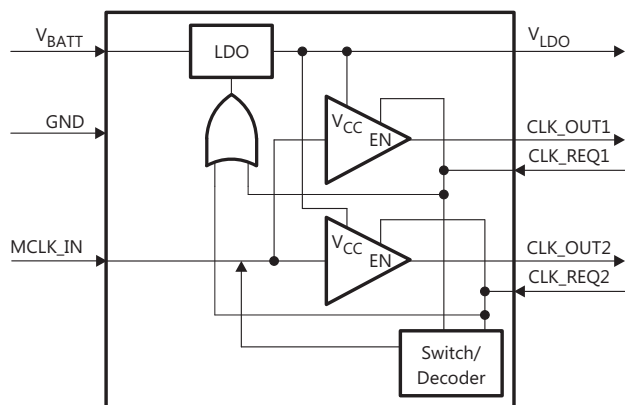 V_BATT
LDO
V_LDO
GND
V_CC
EN
CLK_OUT1
CLK_REQ1
MCLK_IN
V_CC
EN
CLK_OUT2
CLK_REQ2
Switch/
Decoder